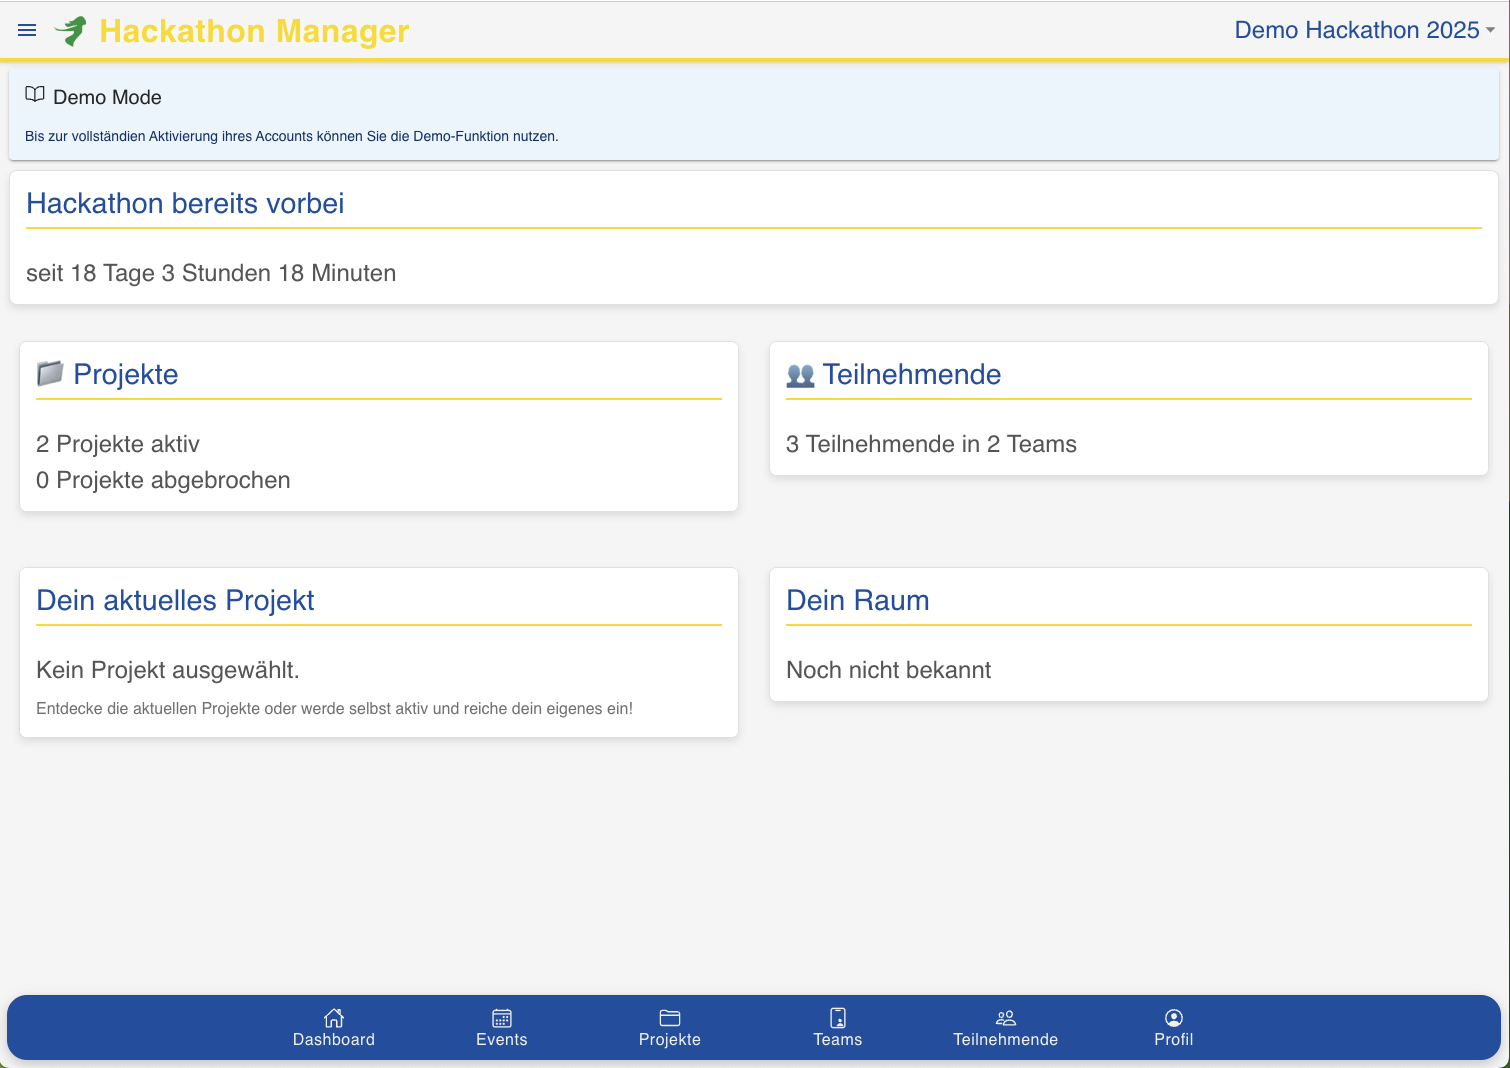 Hackathon Manager
Demo Hackathon 2025
Demo Mode
Bis zur vollständien Aktivierung ihres Accounts können Sie die Demo-Funktion nutzen.
Hackathon bereits vorbei
seit 18 Tage 3 Stunden 18 Minuten
Projekte
2 Projekte aktiv
0 Projekte abgebrochen
Teilnehmende
3 Teilnehmende in 2 Teams
Dein aktuelles Projekt
Kein Projekt ausgewählt.
Entdecke die aktuellen Projekte oder werde selbst aktiv und reiche dein eigenes ein!
Dein Raum
Noch nicht bekannt
Dashboard
Events
Projekte
Teams
Teilnehmende
Profil